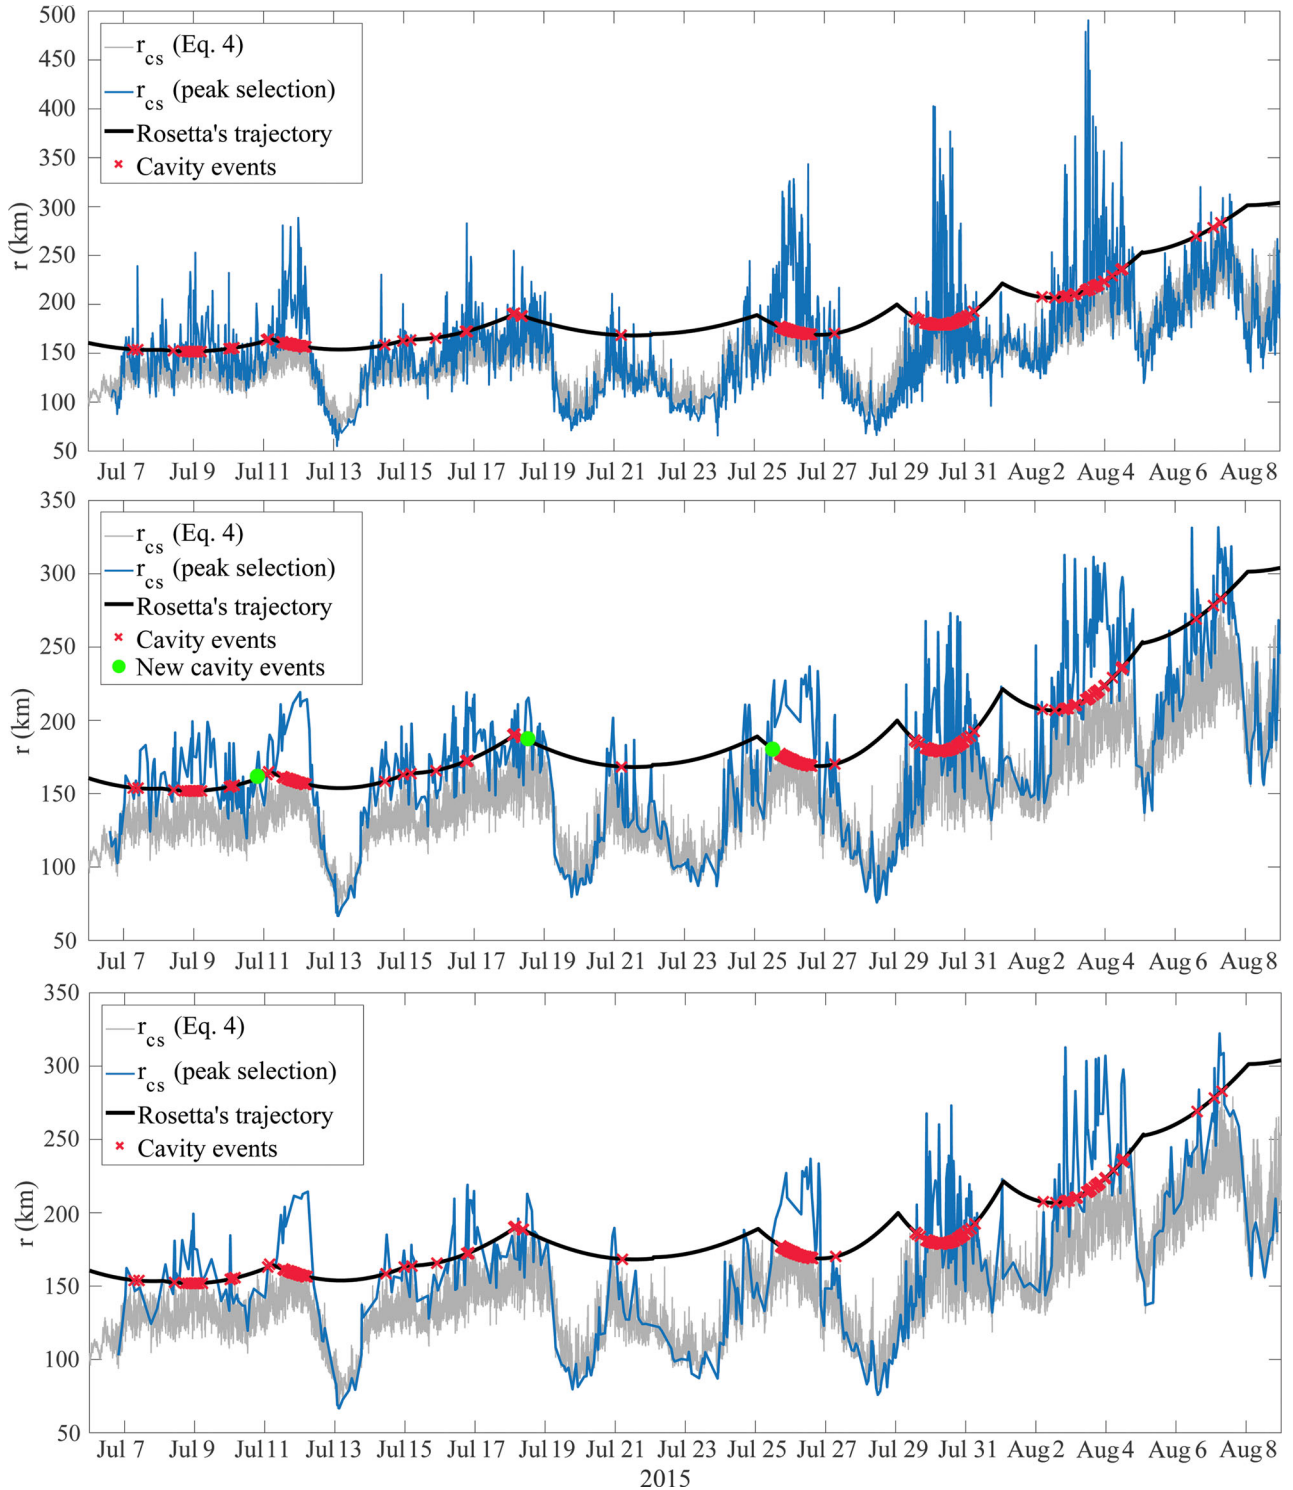 500
450
400
350
300
250
200
150
100
50
r (km)
r_cs (Eq. 4)
r_cs (peak selection)
Rosetta's trajectory
Cavity events
Jul 7 Jul 9 Jul 11 Jul 13 Jul 15 Jul 17 Jul 19 Jul 21 Jul 23 Jul 25 Jul 27 Jul 29 Jul 31 Aug 2 Aug 4 Aug 6 Aug 8
350
300
250
200
150
100
50
r (km)
r_cs (Eq. 4)
r_cs (peak selection)
Rosetta's trajectory
Cavity events
New cavity events
Jul 7 Jul 9 Jul 11 Jul 13 Jul 15 Jul 17 Jul 19 Jul 21 Jul 23 Jul 25 Jul 27 Jul 29 Jul 31 Aug 2 Aug 4 Aug 6 Aug 8
350
300
250
200
150
100
50
r (km)
r_cs (Eq. 4)
r_cs (peak selection)
Rosetta's trajectory
Cavity events
Jul 7 Jul 9 Jul 11 Jul 13 Jul 15 Jul 17 Jul 19 Jul 21 Jul 23 Jul 25 Jul 27 Jul 29 Jul 31 Aug 2 Aug 4 Aug 6 Aug 8
2015